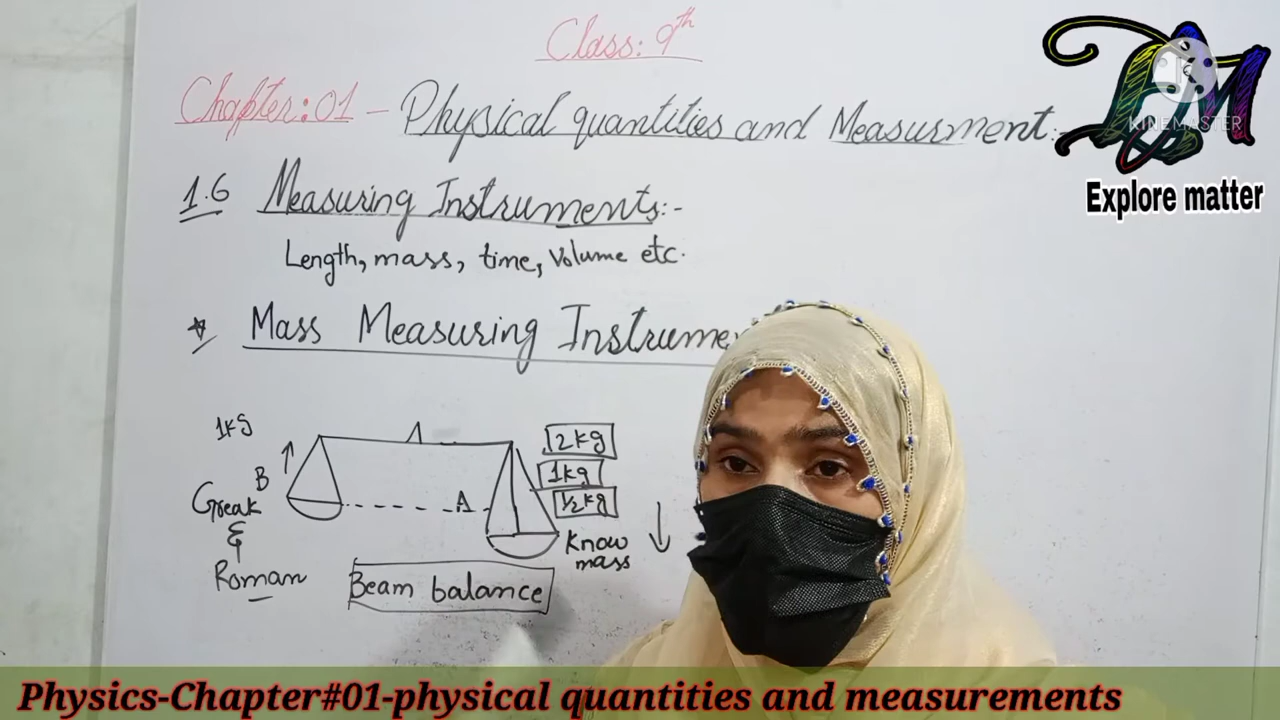 Class: 9th
Chapter: 01 - Physical quantities and Measurment:-
1.6 Measuring Instruments:-
Length, mass, time, Volume etc.
Mass Measuring Instrume
1kg
2kg
1kg
1/2kg
B
A
Greak
&
Roman
Know
mass
Beam balance
KINEMASTER
Explore matter
Physics-Chapter#01-physical quantities and measurements